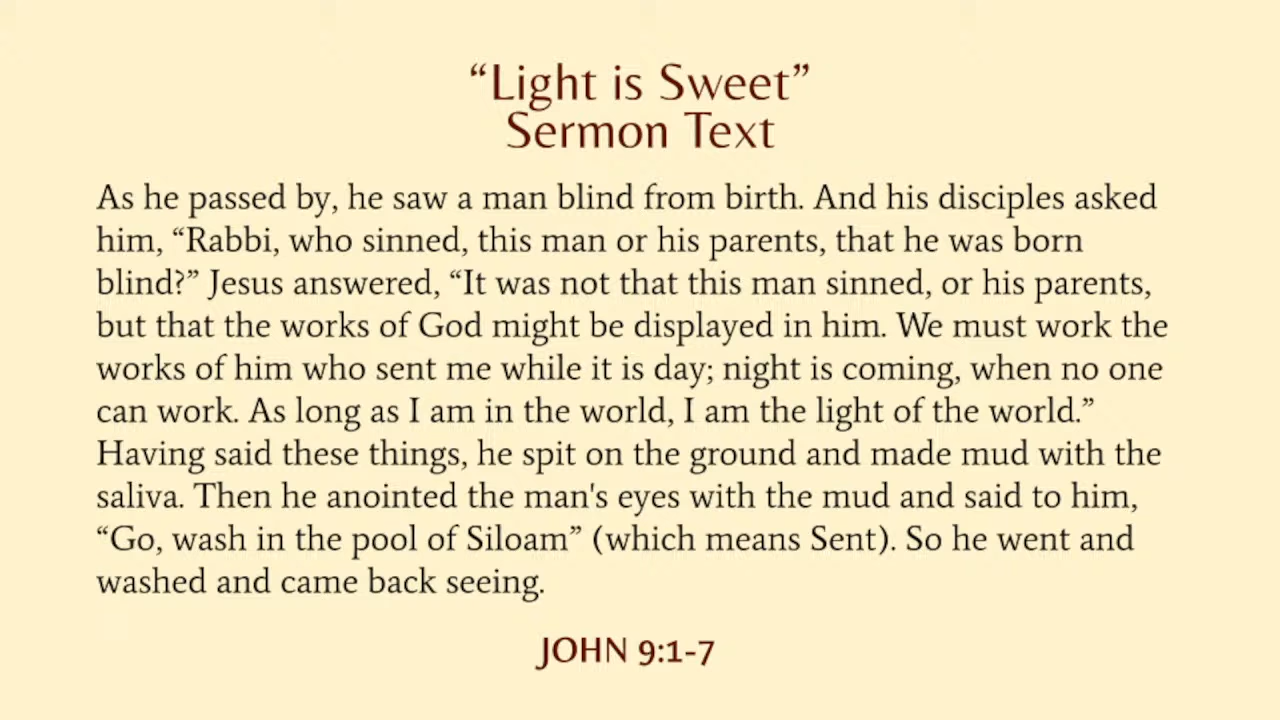 “Light is Sweet”
Sermon Text
As he passed by, he saw a man blind from birth. And his disciples asked
him, “Rabbi, who sinned, this man or his parents, that he was born
blind?” Jesus answered, “It was not that this man sinned, or his parents,
but that the works of God might be displayed in him. We must work the
works of him who sent me while it is day; night is coming, when no one
can work. As long as I am in the world, I am the light of the world.”
Having said these things, he spit on the ground and made mud with the
saliva. Then he anointed the man's eyes with the mud and said to him,
“Go, wash in the pool of Siloam” (which means Sent). So he went and
washed and came back seeing.
JOHN 9:1-7